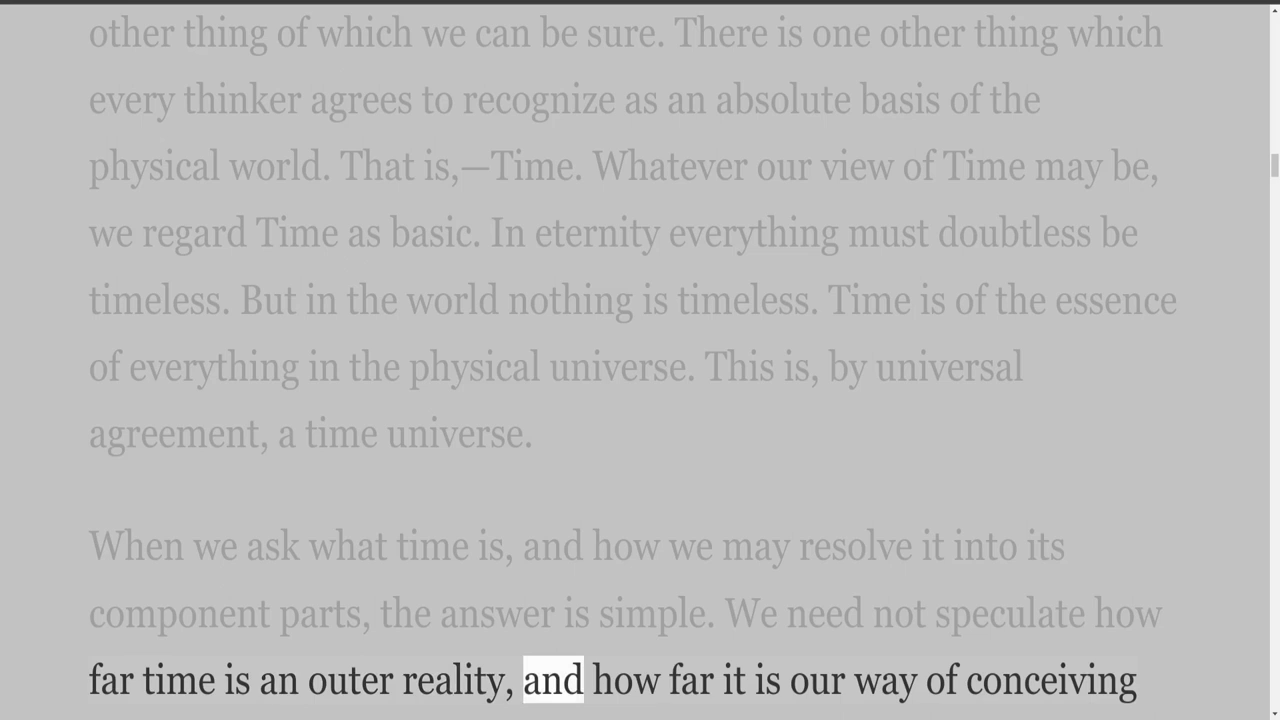 other thing of which we can be sure. There is one other thing which
every thinker agrees to recognize as an absolute basis of the
physical world. That is,—Time. Whatever our view of Time may be,
we regard Time as basic. In eternity everything must doubtless be
timeless. But in the world nothing is timeless. Time is of the essence
of everything in the physical universe. This is, by universal
agreement, a time universe.
When we ask what time is, and how we may resolve it into its
component parts, the answer is simple. We need not speculate how
far time is an outer reality, and how far it is our way of conceiving